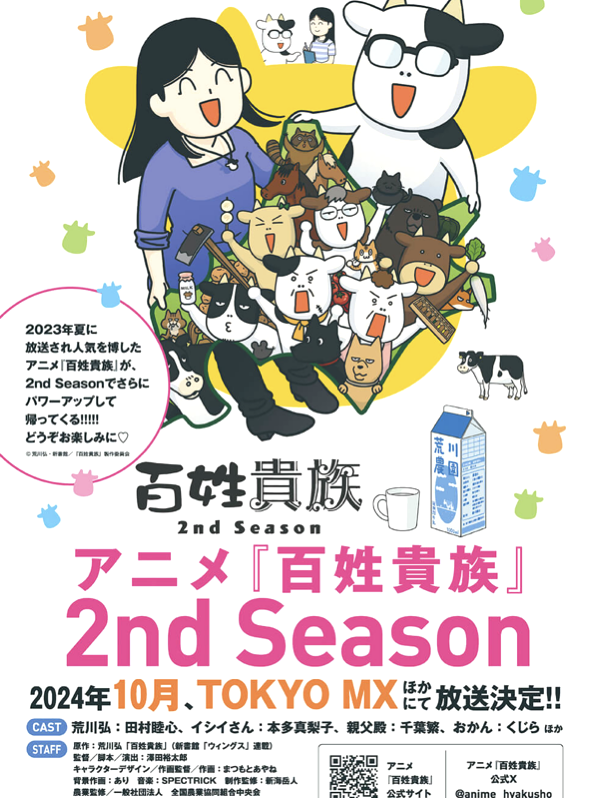 MILK
2023年夏に
放送され人気を博した
アニメ『百姓貴族』が、
2nd Seasonでさらに
パワーアップして
帰ってくる!!!!!
どうぞお楽しみに♡
© 荒川弘・新書館/「百姓貴族」製作委員会
荒川
農園
百姓貴族
2nd Season
アニメ『百姓貴族』
2nd Season
2024年10月、TOKYO MXほかにて放送決定!!
CAST 荒川弘:田村睦心、イシイさん:本多真梨子、親父殿:千葉繁、おかん:くじら ほか
STAFF 原作:荒川弘「百姓貴族」(新書館「ウィングス」連載)
監督/脚本/演出:澤田裕太郎
キャラクターデザイン/作画監督/作画:まつもとあやね
背景作画:あり 音楽:SPECTRICK 制作監修:新海岳人
農業監修/一般社団法人 全国農業協同組合中央会
アニメ
『百姓貴族』
公式サイト
アニメ『百姓貴族』
公式X
@anime_hyakusho